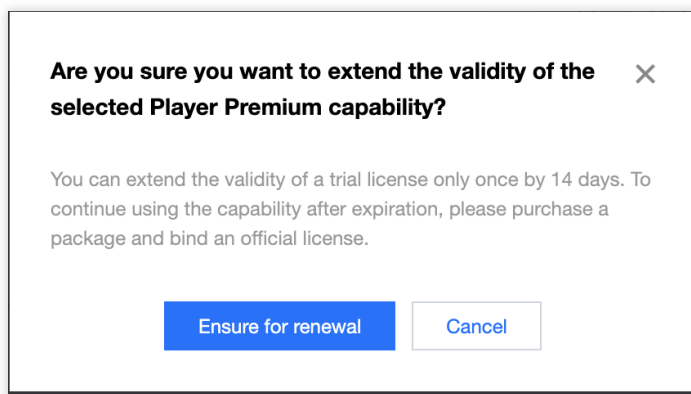 Are you sure you want to extend the validity of the
selected Player Premium capability?
You can extend the validity of a trial license only once by 14 days. To
continue using the capability after expiration, please purchase a
package and bind an official license.
Ensure for renewal
Cancel